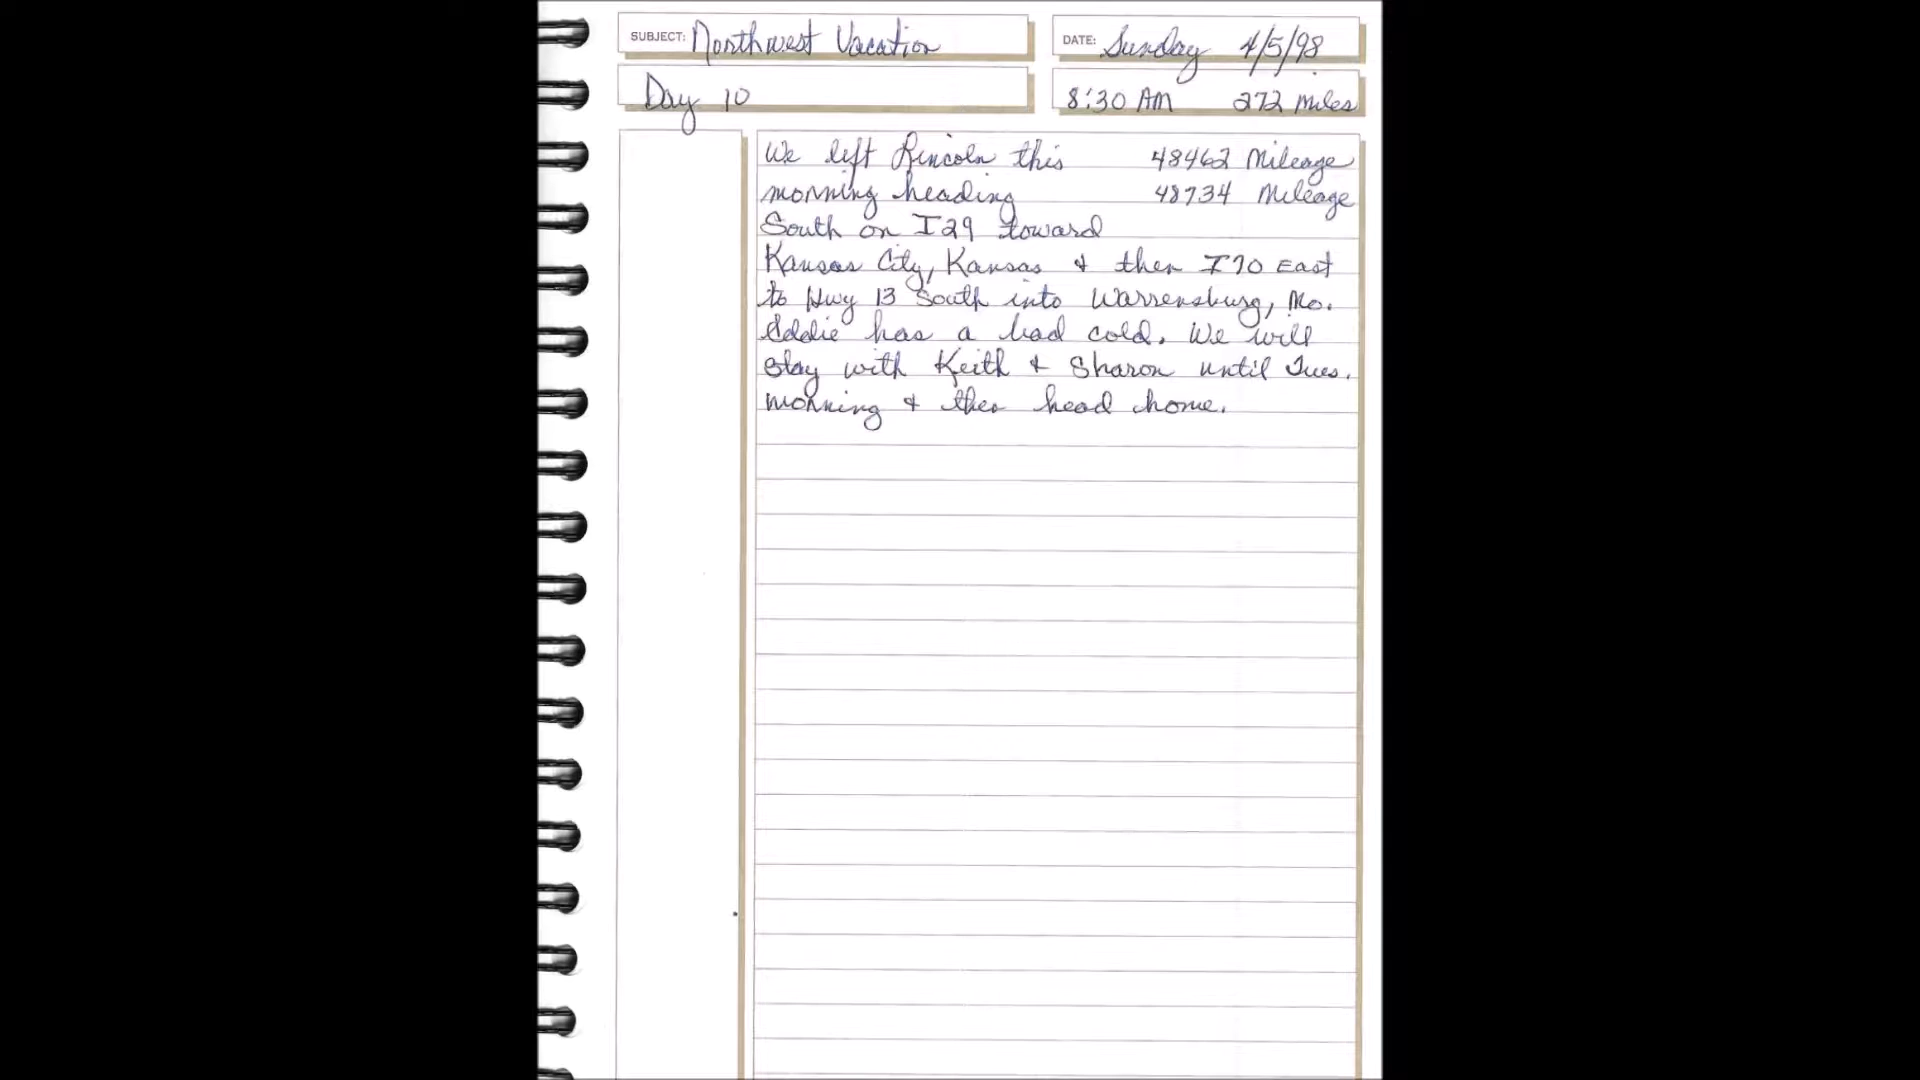 SUBJECT: Northwest Vacation
DATE: Sunday 4/5/98
Day 10
8:30 AM 272 Miles
We left Lincoln this 48462 Mileage
morning heading 48734 Mileage
South on I29 toward
Kansas City, Kansas & then I70 East
to Hwy 13 South into Warrensburg, Mo.
Eddie has a bad cold. We will
stay with Keith & Sharon until Tues.
morning & then head home.